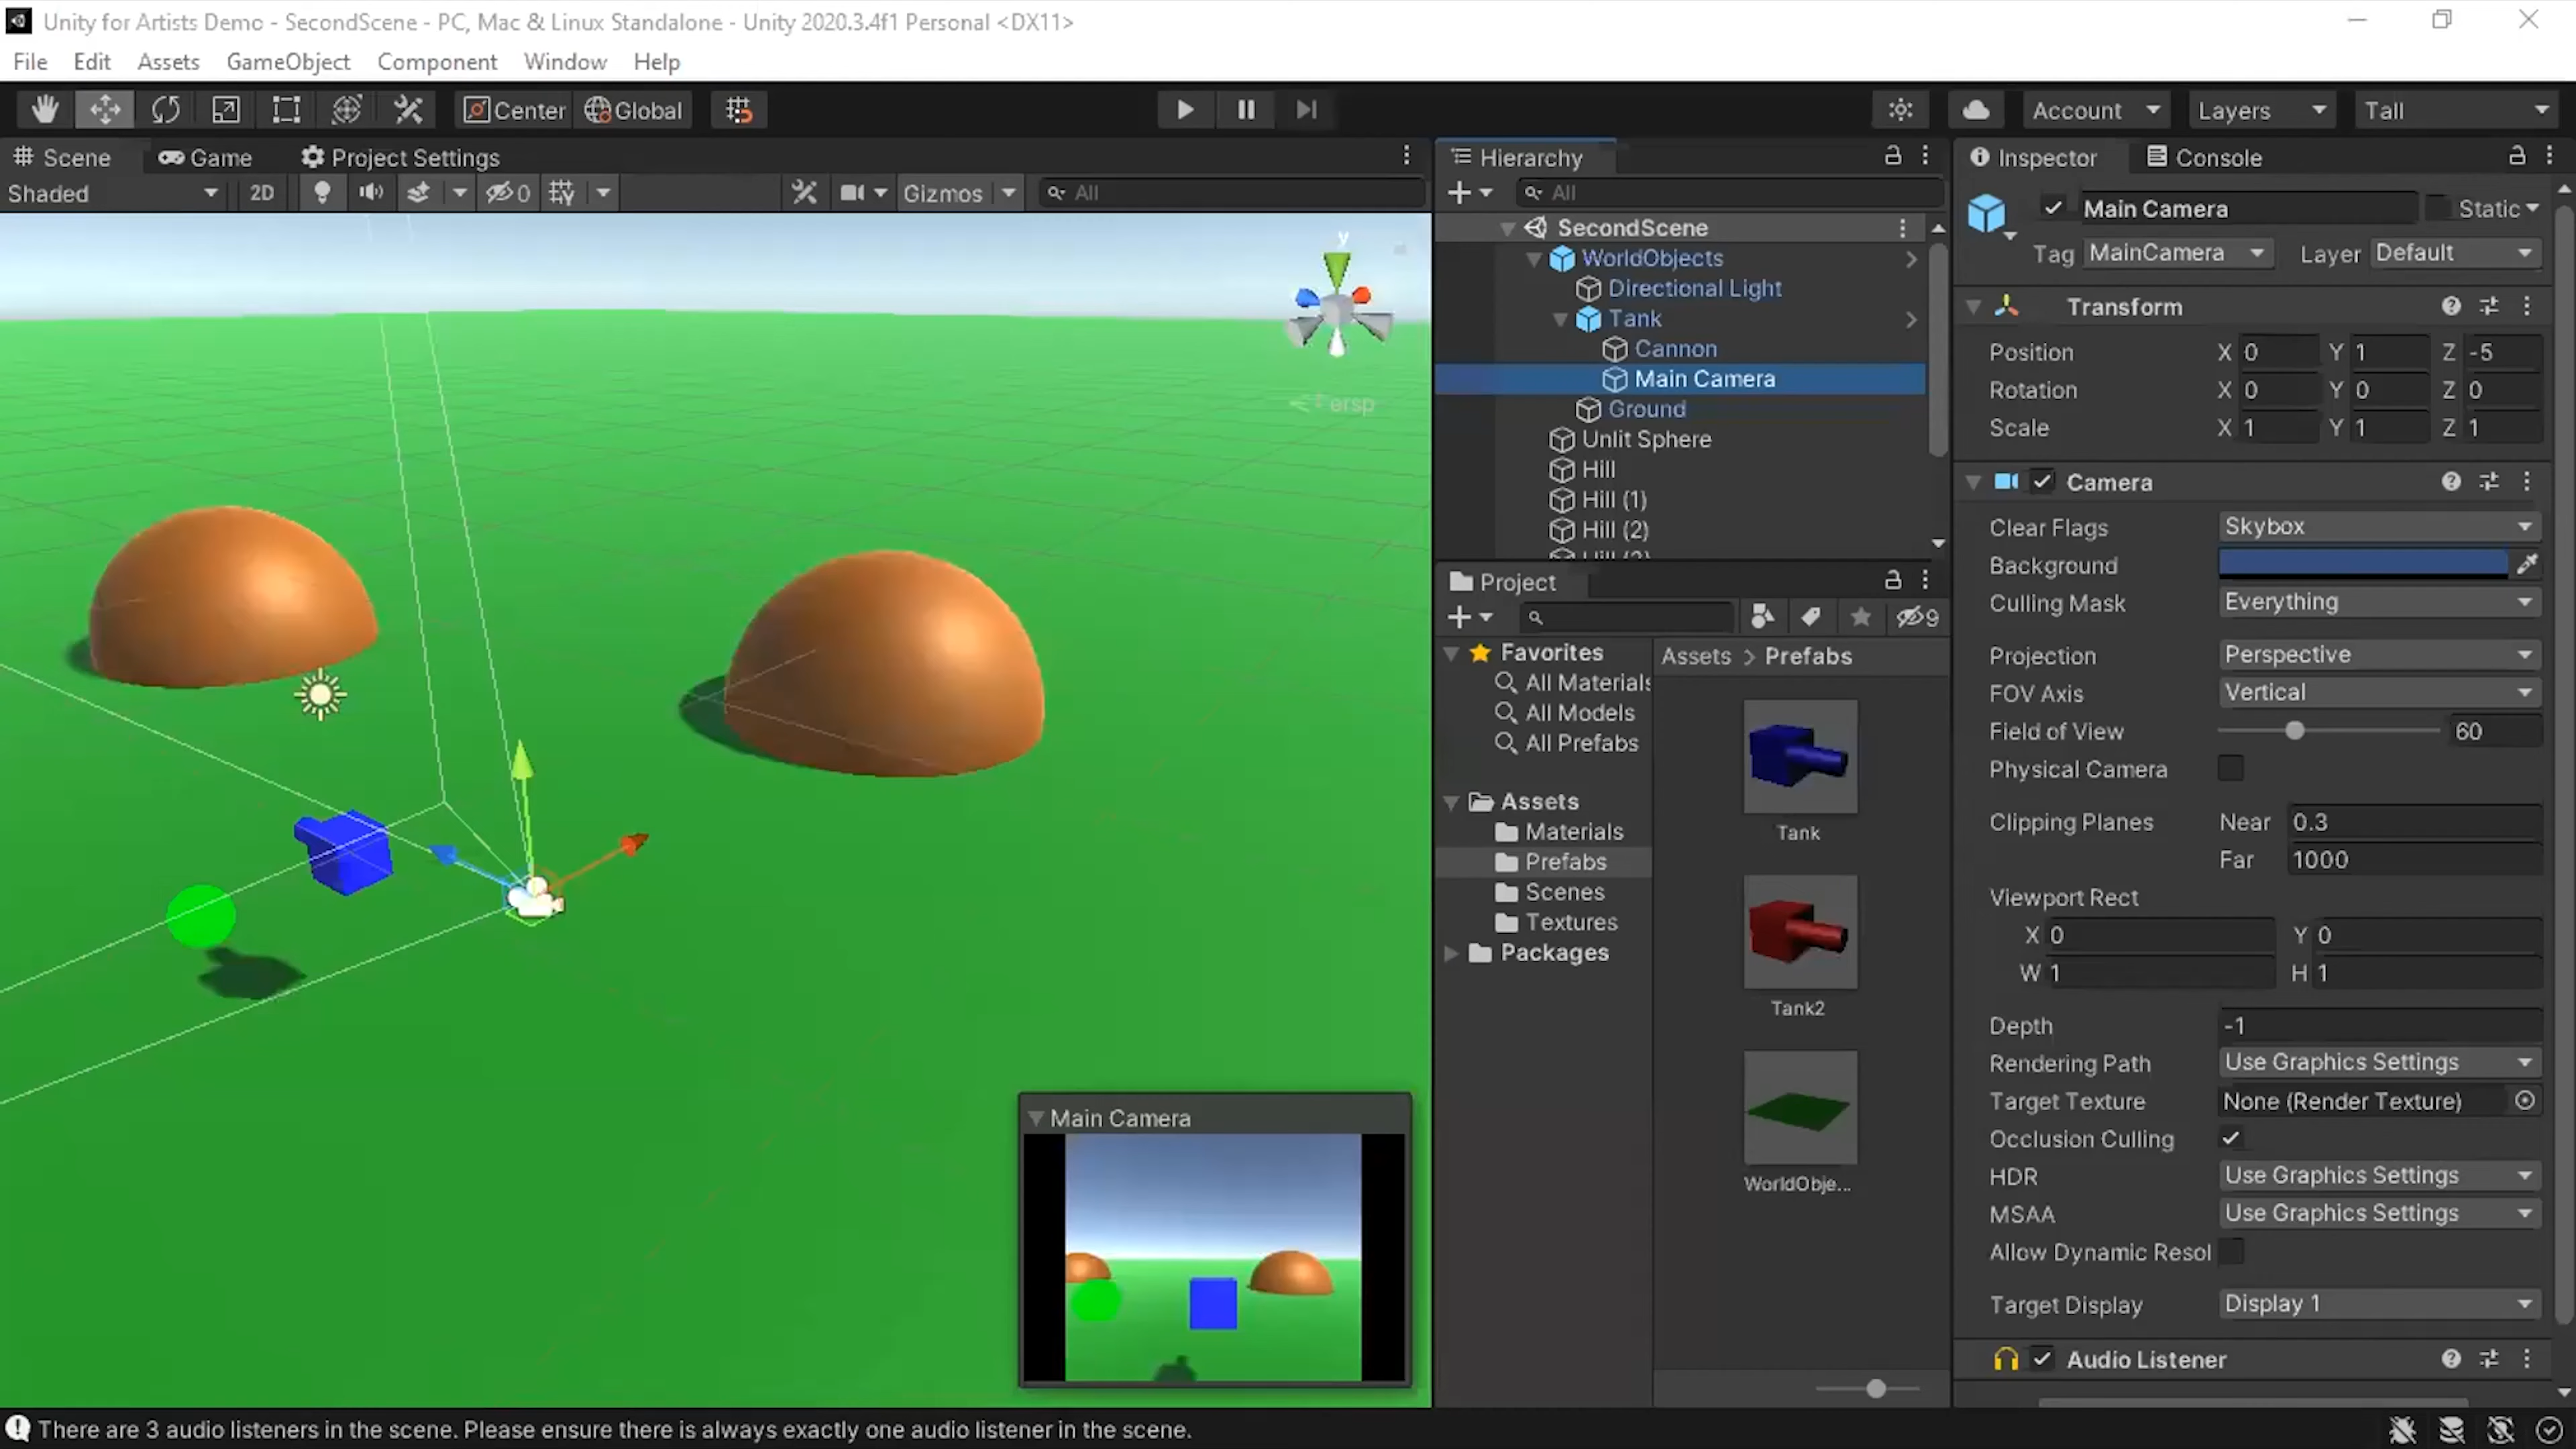 Unity for Artists Demo - SecondScene - PC, Mac & Linux Standalone - Unity 2020.3.4f1 Personal <DX11>
File Edit Assets GameObject Component Window Help
Center Global Account Layers Tall
Scene Game Project Settings
Shaded 2D 0 Gizmos All
y
Persp
Main Camera
Hierarchy
All
SecondScene
WorldObjects
Directional Light
Tank
Cannon
Main Camera
Ground
Unlit Sphere
Hill
Hill (1)
Hill (2)
Project
9
Favorites
All Materials
All Models
All Prefabs
Assets
Materials
Prefabs
Scenes
Textures
Packages
Assets > Prefabs
Tank
Tank2
WorldObje...
Inspector Console
Main Camera Static
Tag MainCamera Layer Default
Transform
Position X 0 Y 1 Z -5
Rotation X 0 Y 0 Z 0
Scale X 1 Y 1 Z 1
Camera
Clear Flags Skybox
Background
Culling Mask Everything
Projection Perspective
FOV Axis Vertical
Field of View 60
Physical Camera
Clipping Planes Near 0.3
Far 1000
Viewport Rect
X 0 Y 0
W 1 H 1
Depth -1
Rendering Path Use Graphics Settings
Target Texture None (Render Texture)
Occlusion Culling
HDR Use Graphics Settings
MSAA Use Graphics Settings
Allow Dynamic Resol
Target Display Display 1
Audio Listener
There are 3 audio listeners in the scene. Please ensure there is always exactly one audio listener in the scene.